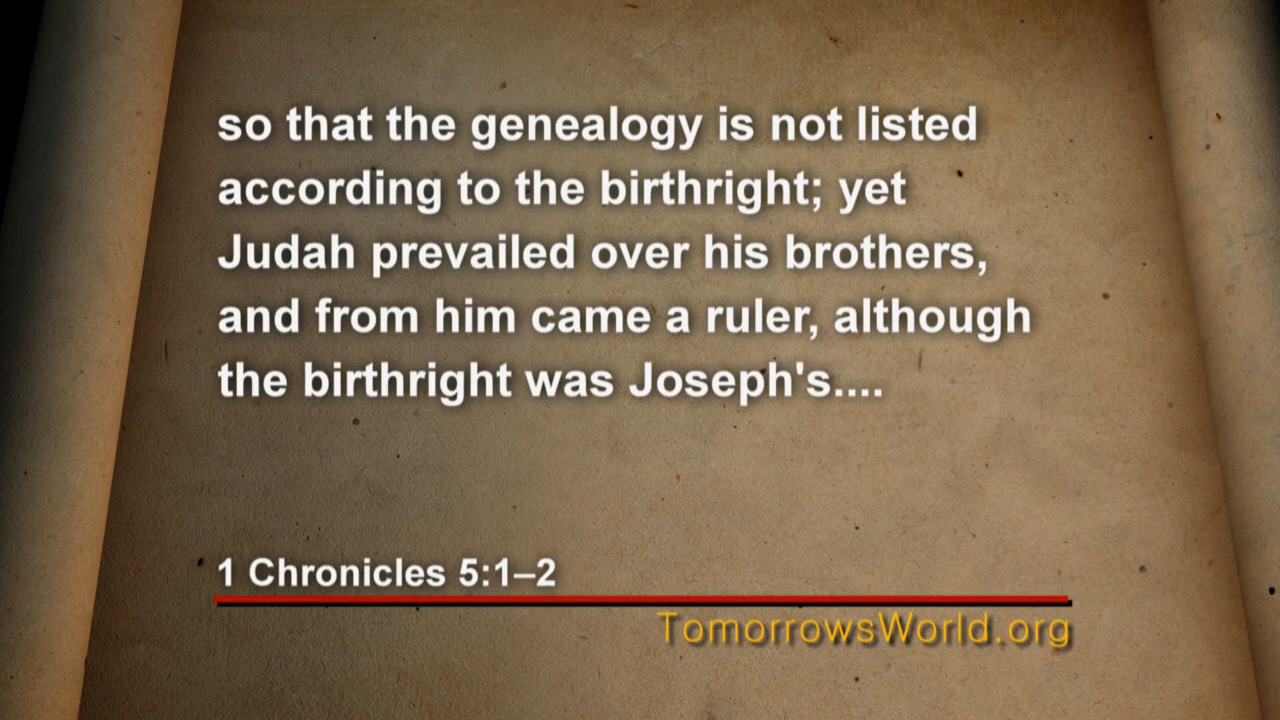 so that the genealogy is not listed
according to the birthright; yet
Judah prevailed over his brothers,
and from him came a ruler, although
the birthright was Joseph's....
1 Chronicles 5:1–2
TomorrowsWorld.org